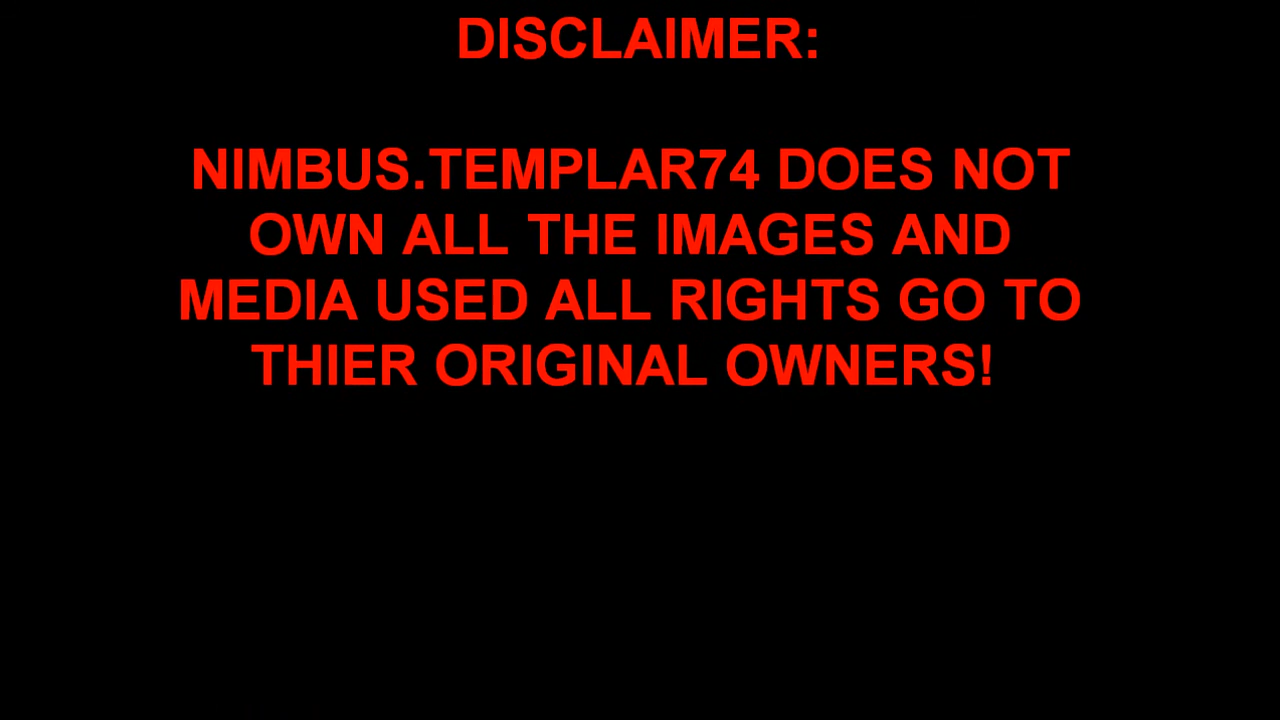 DISCLAIMER:
NIMBUS.TEMPLAR74 DOES NOT
OWN ALL THE IMAGES AND
MEDIA USED ALL RIGHTS GO TO
THIER ORIGINAL OWNERS!